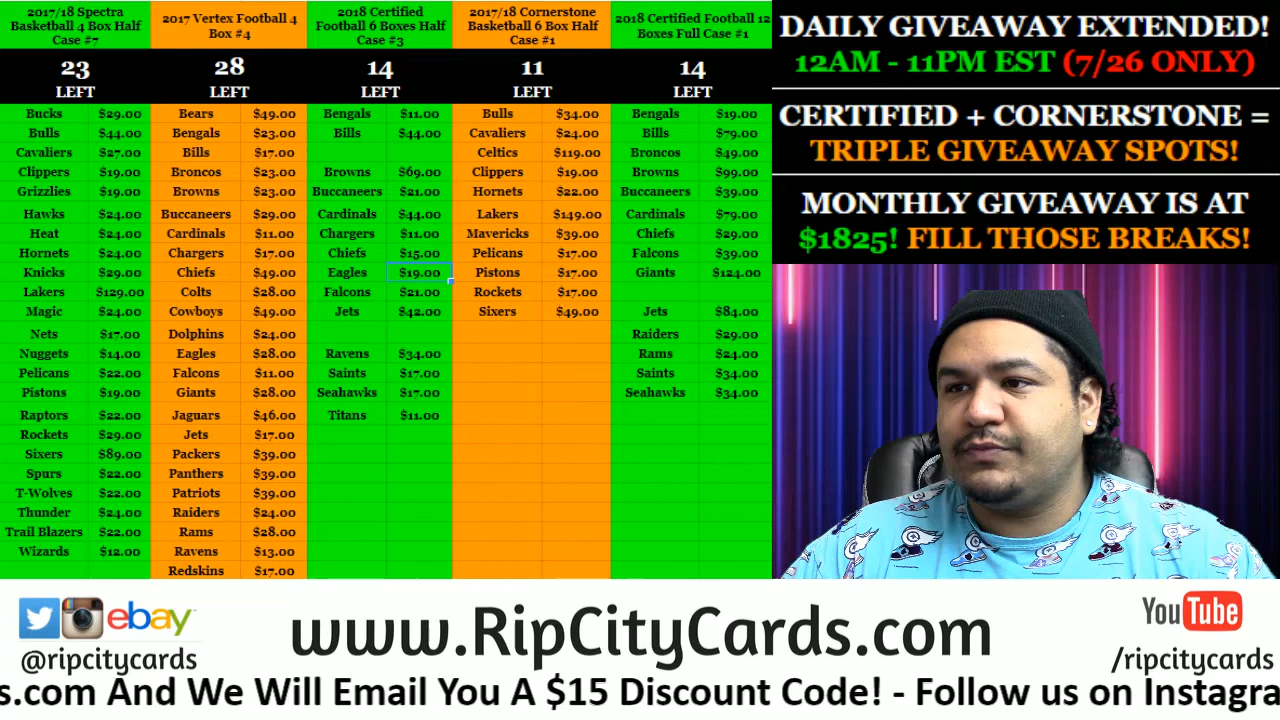 2017/18 Spectra
Basketball 4 Box Half
Case #7
23
LEFT
Bucks $29.00
Bulls $44.00
Cavaliers $27.00
Clippers $19.00
Grizzlies $19.00
Hawks $24.00
Heat $24.00
Hornets $24.00
Knicks $29.00
Lakers $129.00
Magic $24.00
Nets $17.00
Nuggets $14.00
Pelicans $22.00
Pistons $19.00
Raptors $22.00
Rockets $29.00
Sixers $89.00
Spurs $22.00
T-Wolves $22.00
Thunder $24.00
Trail Blazers $22.00
Wizards $12.00
2017 Vertex Football 4
Box #4
28
LEFT
Bears $49.00
Bengals $23.00
Bills $17.00
Broncos $23.00
Browns $23.00
Buccaneers $29.00
Cardinals $11.00
Chargers $17.00
Chiefs $49.00
Colts $28.00
Cowboys $49.00
Dolphins $24.00
Eagles $28.00
Falcons $11.00
Giants $28.00
Jaguars $46.00
Jets $17.00
Packers $39.00
Panthers $39.00
Patriots $39.00
Raiders $24.00
Rams $28.00
Ravens $13.00
Redskins $17.00
2018 Certified
Football 6 Boxes Half
Case #3
14
LEFT
Bengals $11.00
Bills $44.00
Browns $69.00
Buccaneers $21.00
Cardinals $44.00
Chargers $11.00
Chiefs $15.00
Eagles $19.00
Falcons $21.00
Jets $42.00
Ravens $34.00
Saints $17.00
Seahawks $17.00
Titans $11.00
2017/18 Cornerstone
Basketball 6 Box Half
Case #1
11
LEFT
Bulls $34.00
Cavaliers $24.00
Celtics $119.00
Clippers $19.00
Hornets $22.00
Lakers $149.00
Mavericks $39.00
Pelicans $17.00
Pistons $17.00
Rockets $17.00
Sixers $49.00
2018 Certified Football 12
Boxes Full Case #1
14
LEFT
Bengals $19.00
Bills $79.00
Broncos $49.00
Browns $99.00
Buccaneers $39.00
Cardinals $79.00
Chiefs $29.00
Falcons $39.00
Giants $124.00
Jets $84.00
Raiders $29.00
Rams $24.00
Saints $34.00
Seahawks $34.00
DAILY GIVEAWAY EXTENDED!
12AM - 11PM EST (7/26 ONLY)
CERTIFIED + CORNERSTONE =
TRIPLE GIVEAWAY SPOTS!
MONTHLY GIVEAWAY IS AT
$1825! FILL THOSE BREAKS!
ebay
@ripcitycards
www.RipCityCards.com
YouTube
/ripcitycards
s.com And We Will Email You A $15 Discount Code! - Follow us on Instagra